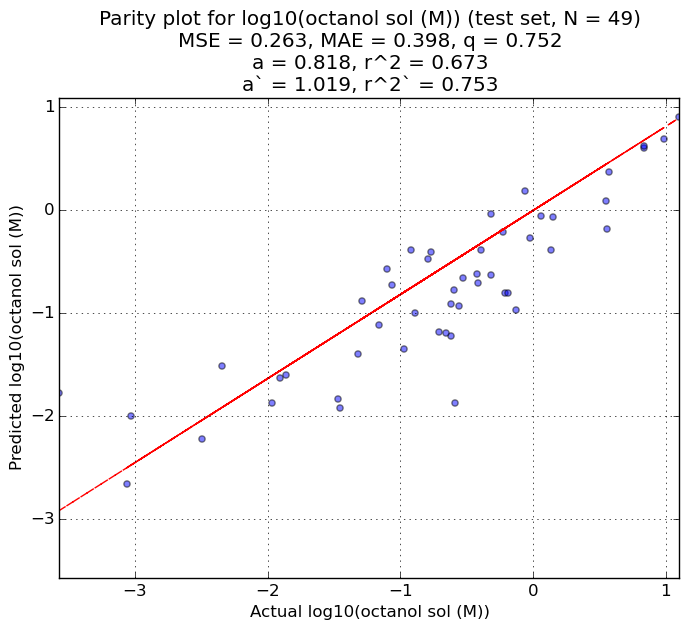 Parity plot for log10(octanol sol (M)) (test set, N = 49)
MSE = 0.263, MAE = 0.398, q = 0.752
a = 0.818, r^2 = 0.673
a` = 1.019, r^2` = 0.753
1
0
−1
−2
−3
Predicted log10(octanol sol (M))
−3
−2
−1
0
1
Actual log10(octanol sol (M))